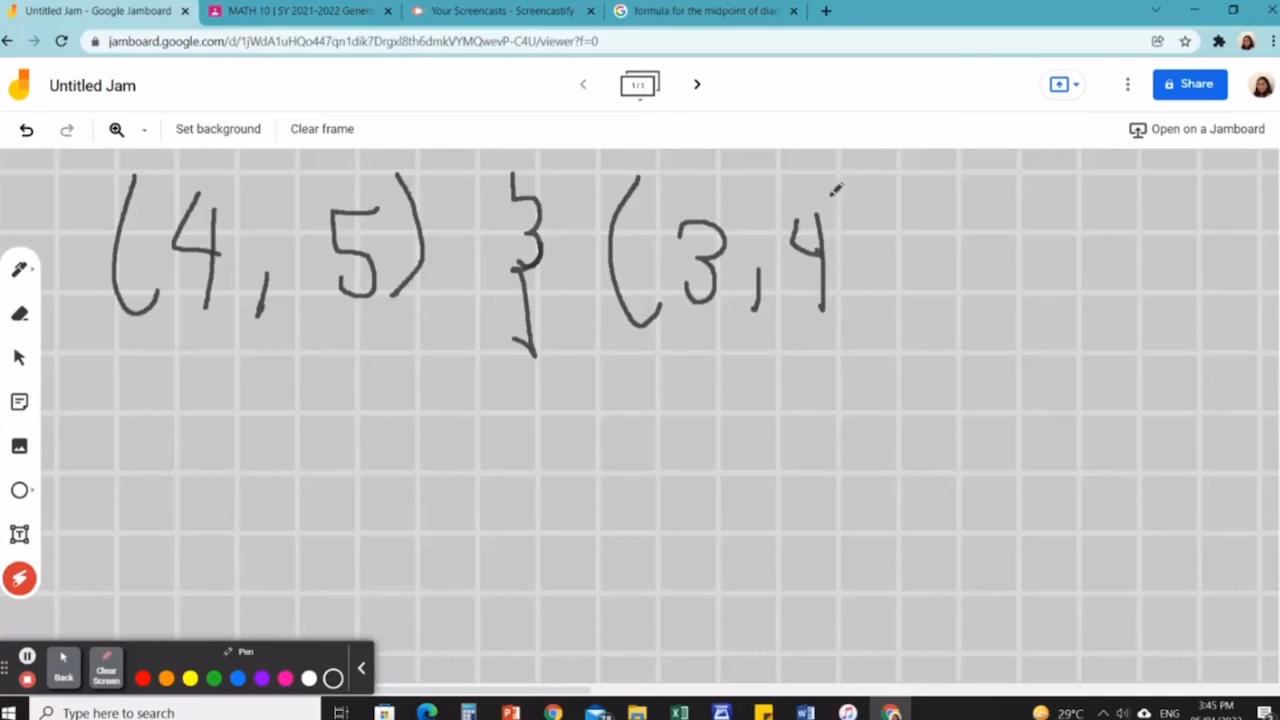 Untitled Jam - Google Jamboard
MATH 10 | SY 2021-2022 Gener
Your Screencasts - Screencastify
formula for the midpoint of diam
jamboard.google.com/d/1jWdA1uHQo447qn1dik7Drgxl8th6dmkVYMQwevP-C4U/viewer?f=0
Untitled Jam
1/1
Share
Set background
Clear frame
Open on a Jamboard
(4, 5) } (3, 4
Pen
Back
Clear Screen
Type here to search
29°C
ENG
3:45 PM